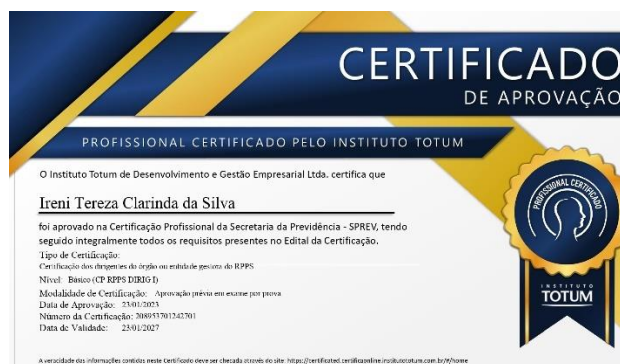 CERTIFICADO
DE APROVAÇÃO
PROFISSIONAL CERTIFICADO PELO INSTITUTO TOTUM
O Instituto Totum de Desenvolvimento e Gestão Empresarial Ltda. certifica que
Ireni Tereza Clarinda da Silva
foi aprovado na Certificação Profissional da Secretaria da Previdência - SPREV, tendo
seguido integralmente todos os requisitos presentes no Edital da Certificação.
Tipo de Certificação:
Certificação dos dirigentes do órgão ou entidade gestora do RPPS
Nível: Básico (CP RPPS DIRIG I)
Modalidade de Certificação: Aprovação prévia em exame por prova
Data de Aprovação: 23/01/2023
Número da Certificação: 208953701242701
Data de Validade: 23/01/2027
PROFISSIONAL CERTIFICADO
INSTITUTO
TOTUM
A veracidade das informações contidas neste Certificado deve ser checada através do site: https://certificated.certificaonline.institutototum.com.br/#/home